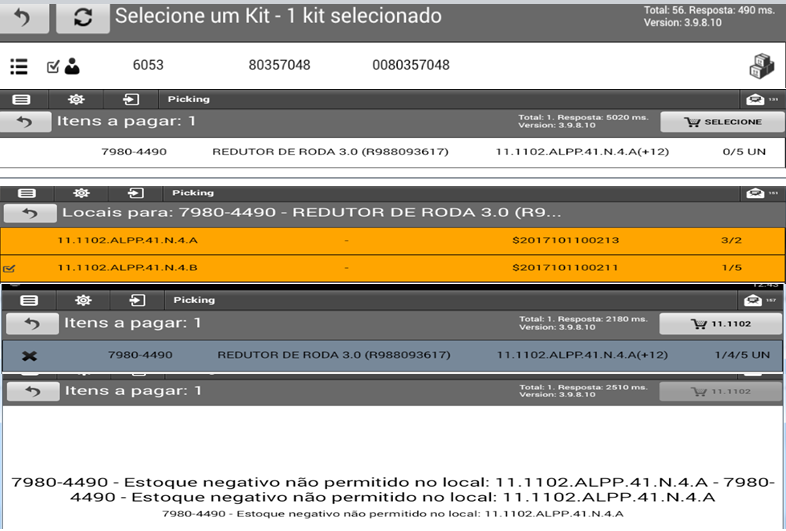 Selecione um Kit - 1 kit selecionado
Total: 56. Resposta: 490 ms.
Version: 3.9.8.10
6053 80357048 0080357048
Picking 151
Itens a pagar: 1
Total: 1. Resposta: 5020 ms.
Version: 3.9.8.10
SELECIONE
7980-4490 REDUTOR DE RODA 3.0 (R988093617) 11.1102.ALPP.41.N.4.A(+12) 0/5 UN
Picking 151
Locais para: 7980-4490 - REDUTOR DE RODA 3.0 (R9...
11.1102.ALPP.41.N.4.A - S2017101100213 3/2
11.1102.ALPP.41.N.4.B - S2017101100211 1/5
Picking 157
Itens a pagar: 1
Total: 1. Resposta: 2180 ms.
Version: 3.9.8.10
11.1102
7980-4490 REDUTOR DE RODA 3.0 (R988093617) 11.1102.ALPP.41.N.4.A(+12) 1/4/5 UN
Itens a pagar: 1
Total: 1. Resposta: 2510 ms.
Version: 3.9.8.10
11.1102
7980-4490 - Estoque negativo não permitido no local: 11.1102.ALPP.41.N.4.A - 7980-
4490 - Estoque negativo não permitido no local: 11.1102.ALPP.41.N.4.A
7980-4490 - Estoque negativo não permitido no local: 11.1102.ALPP.41.N.4.A